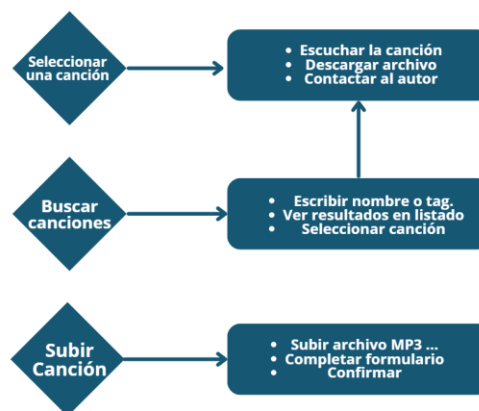 Seleccionar
una canción
• Escuchar la canción
• Descargar archivo
• Contactar al autor
Buscar
canciones
• Escribir nombre o tag.
• Ver resultados en listado
• Seleccionar canción
Subir
Canción
• Subir archivo MP3 ...
• Completar formulario
• Confirmar